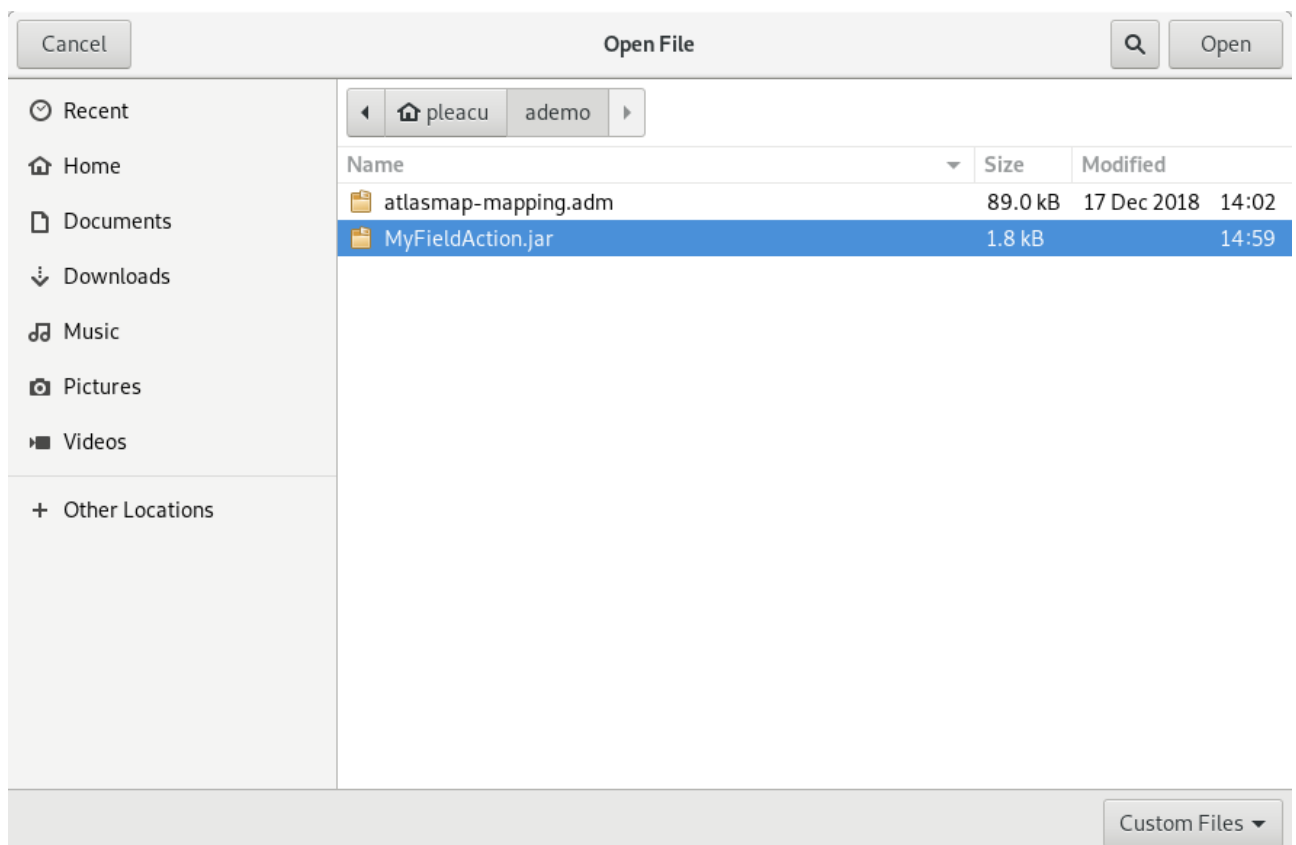 Cancel Open File Open
Recent
Home
Documents
Downloads
Music
Pictures
Videos
Other Locations
pleacu ademo
Name Size Modified
atlasmap-mapping.adm 89.0 kB 17 Dec 2018 14:02
MyFieldAction.jar 1.8 kB 14:59
Custom Files